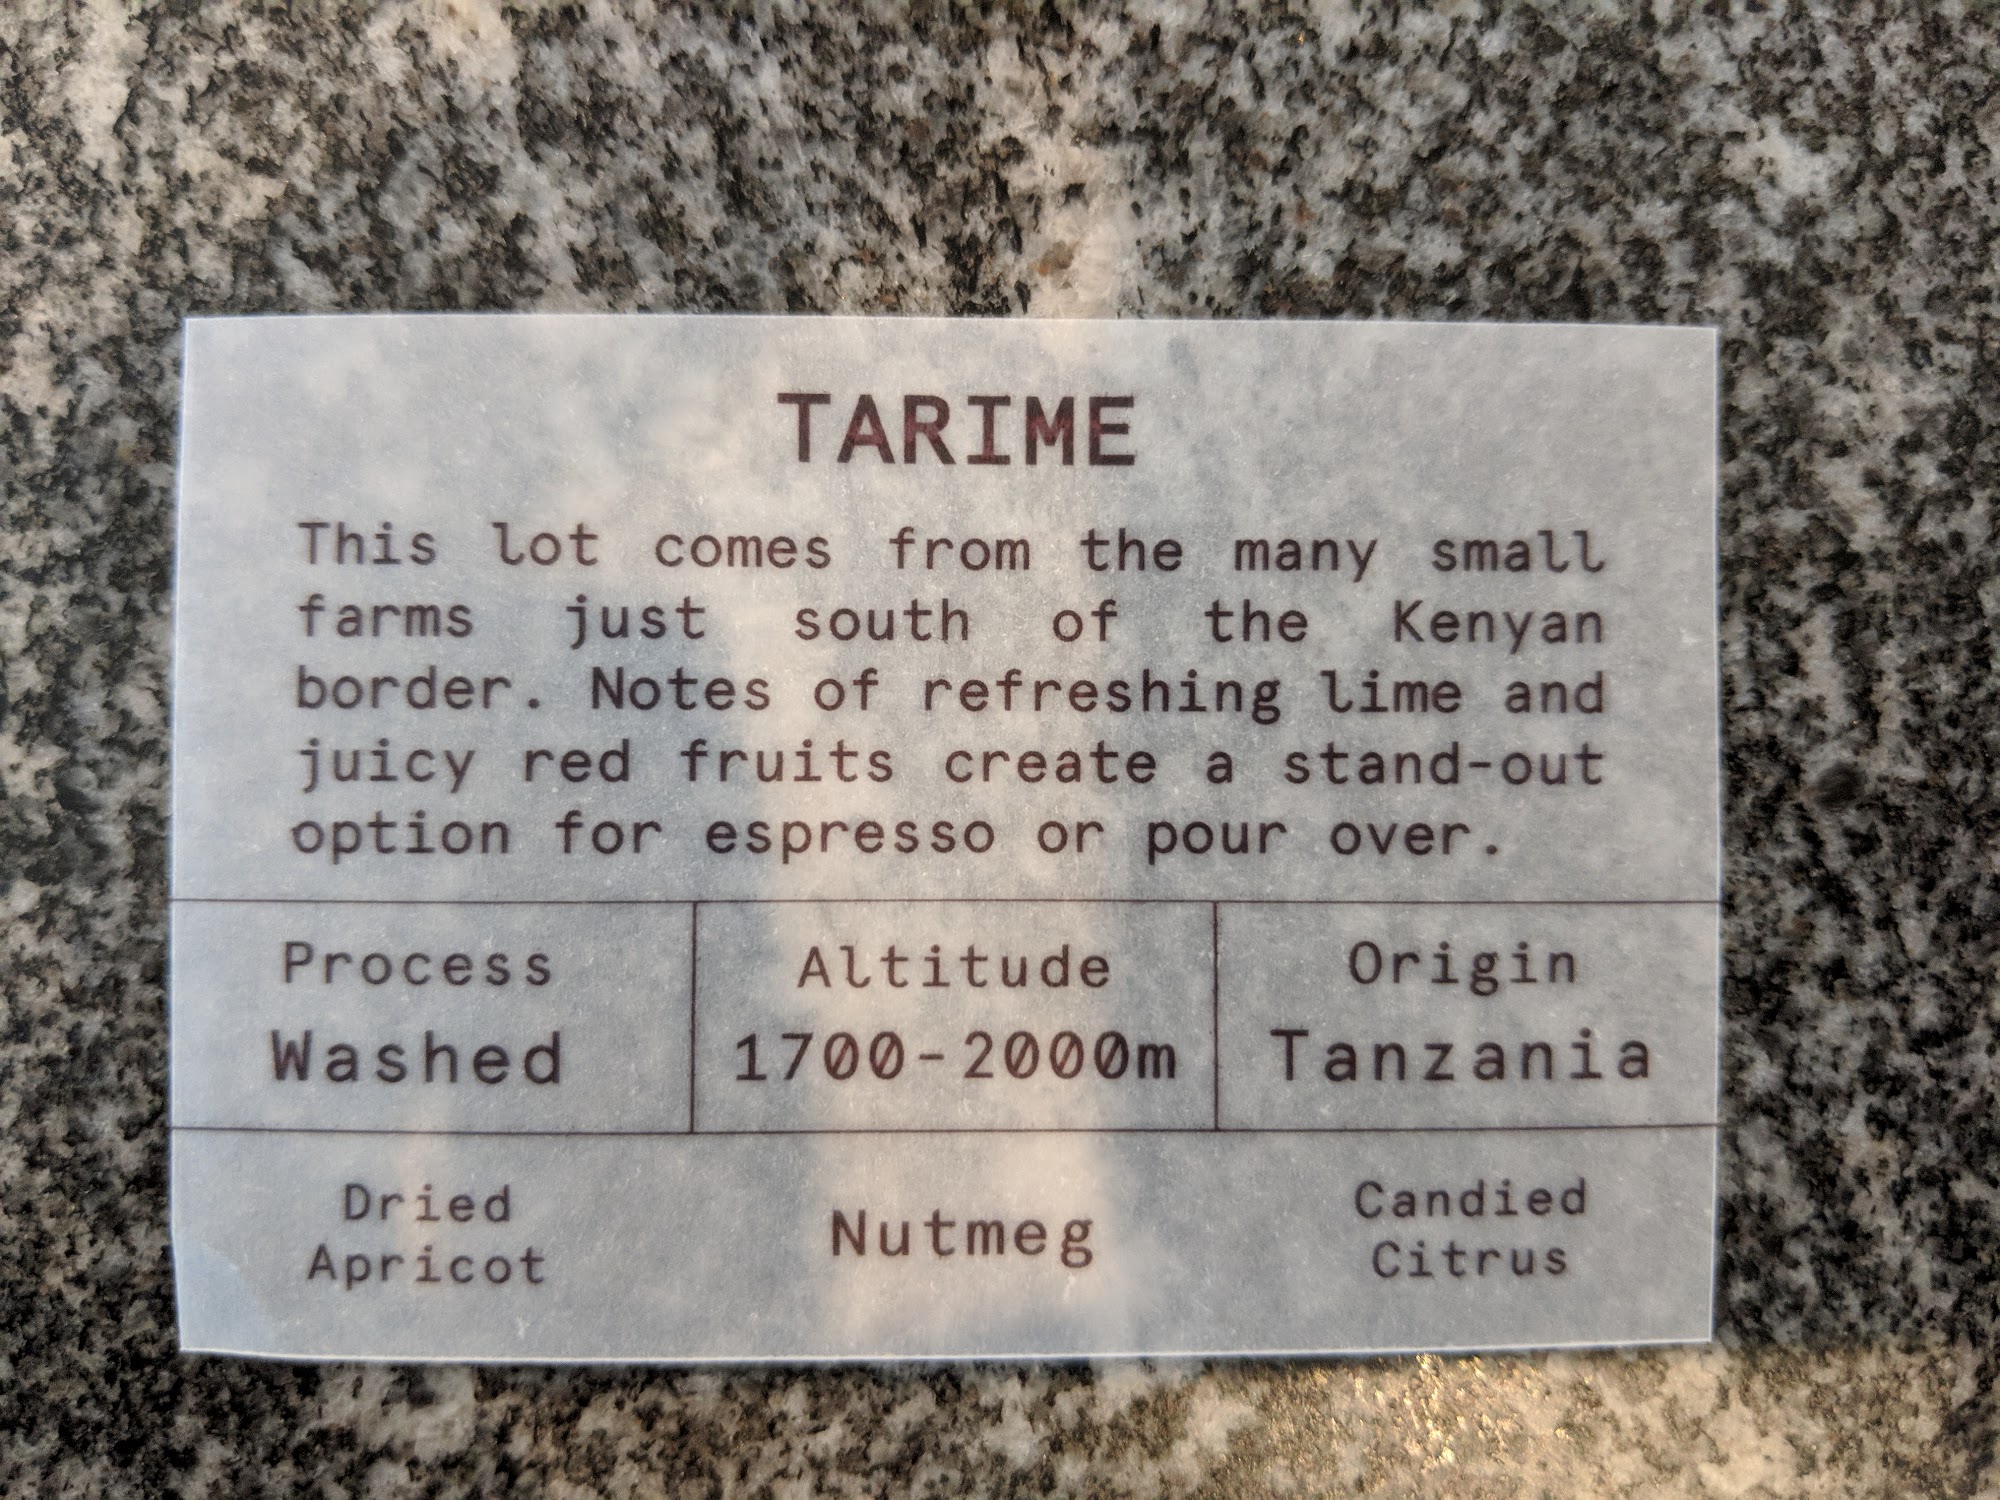 TARIME
This lot comes from the many small
farms just south of the Kenyan
border. Notes of refreshing lime and
juicy red fruits create a stand-out
option for espresso or pour over.
Process
Washed
Altitude
1700-2000m
Origin
Tanzania
Dried
Apricot
Nutmeg
Candied
Citrus